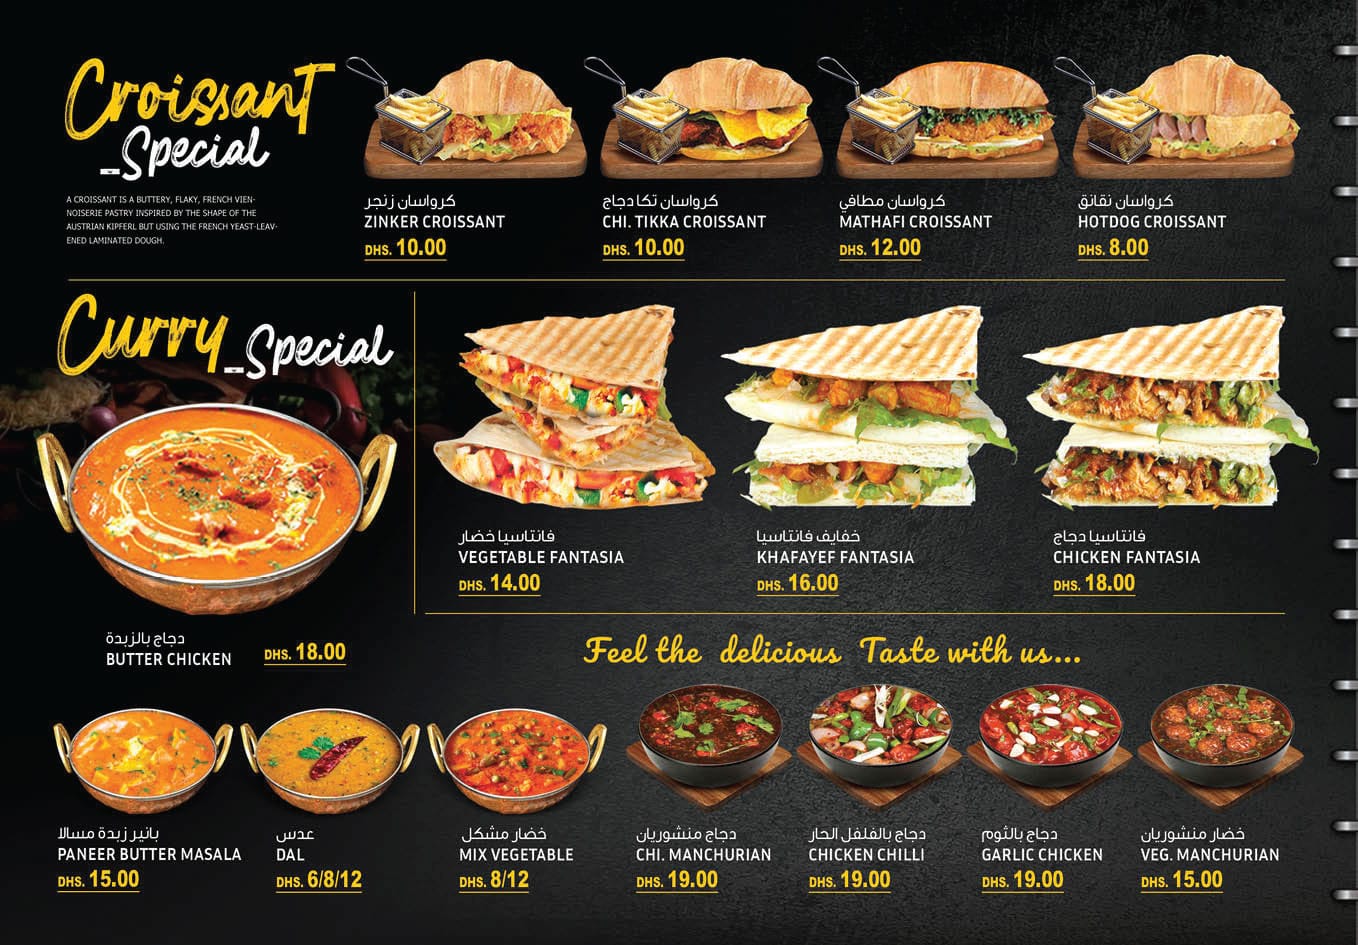 Croissant
Special
A CROISSANT IS A BUTTERY, FLAKY, FRENCH VIEN-
NOISERIE PASTRY INSPIRED BY THE SHAPE OF THE
AUSTRIAN KIPFERL BUT USING THE FRENCH YEAST-LEAV-
ENED LAMINATED DOUGH.
كرواسان زنجر
ZINKER CROISSANT
DHS. 10.00
كرواسان تكا دجاج
CHI. TIKKA CROISSANT
DHS. 10.00
كرواسان مطافي
MATHAFI CROISSANT
DHS. 12.00
كرواسان نقانق
HOTDOG CROISSANT
DHS. 8.00
Curry Special
دجاج بالزبدة
BUTTER CHICKEN
DHS. 18.00
فانتاسيا خضار
VEGETABLE FANTASIA
DHS. 14.00
خفايف فانتاسيا
KHAFAYEF FANTASIA
DHS. 16.00
فانتاسيا دجاج
CHICKEN FANTASIA
DHS. 18.00
Feel the delicious Taste with us...
بانير زبدة مسالا
PANEER BUTTER MASALA
DHS. 15.00
عدس
DAL
DHS. 6/8/12
خضار مشكل
MIX VEGETABLE
DHS. 8/12
دجاج منشوريان
CHI. MANCHURIAN
DHS. 19.00
دجاج بالفلفل الحار
CHICKEN CHILLI
DHS. 19.00
دجاج بالثوم
GARLIC CHICKEN
DHS. 19.00
خضار منشوريان
VEG. MANCHURIAN
DHS. 15.00